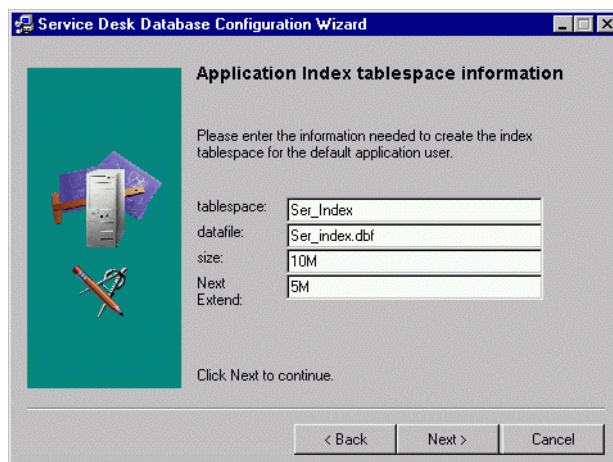 Service Desk Database Configuration Wizard
Application Index tablespace information
Please enter the information needed to create the index
tablespace for the default application user.
tablespace: Ser_Index
datafile: Ser_index.dbf
size: 10M
Next
Extend: 5M
Click Next to continue.
< Back Next > Cancel